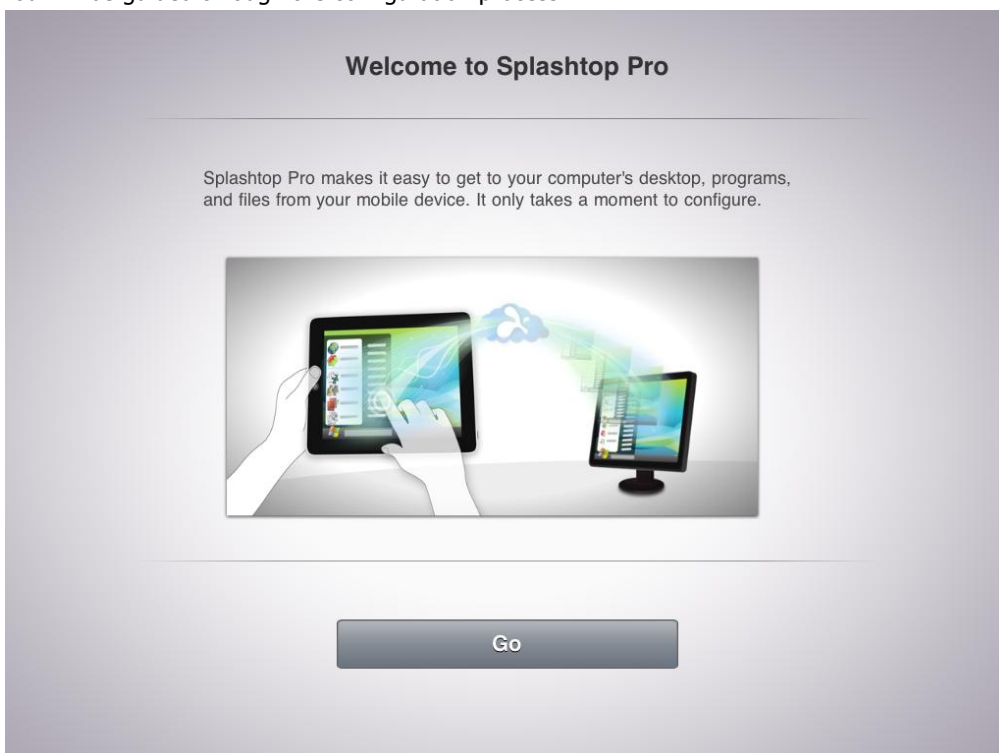 Welcome to Splashtop Pro
Splashtop Pro makes it easy to get to your computer's desktop, programs,
and files from your mobile device. It only takes a moment to configure.
Go